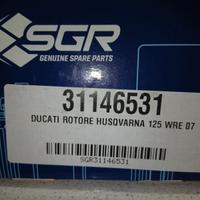 SGR
GENUINE SPARE PARTS
31146531
DUCATI ROTORE HUSQVARNA 125 WRE 07
SGR31146531